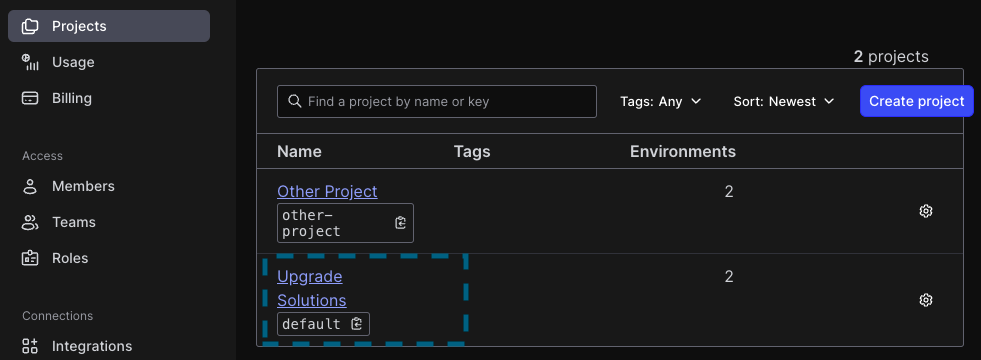 Projects
Usage
Billing
Access
Members
Teams
Roles
Connections
Integrations
2 projects
Find a project by name or key
Tags: Any
Sort: Newest
Create project
Name Tags Environments
Other Project 2
other-
project
Upgrade 2
Solutions
default